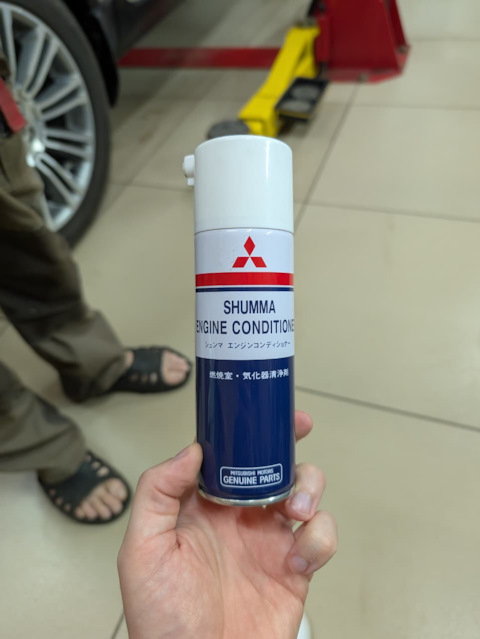 SHUMMA
ENGINE CONDITIONE
シュンマ エンジンコンディショナー
燃焼室・気化器清浄剤
MITSUBISHI MOTORS
GENUINE PARTS